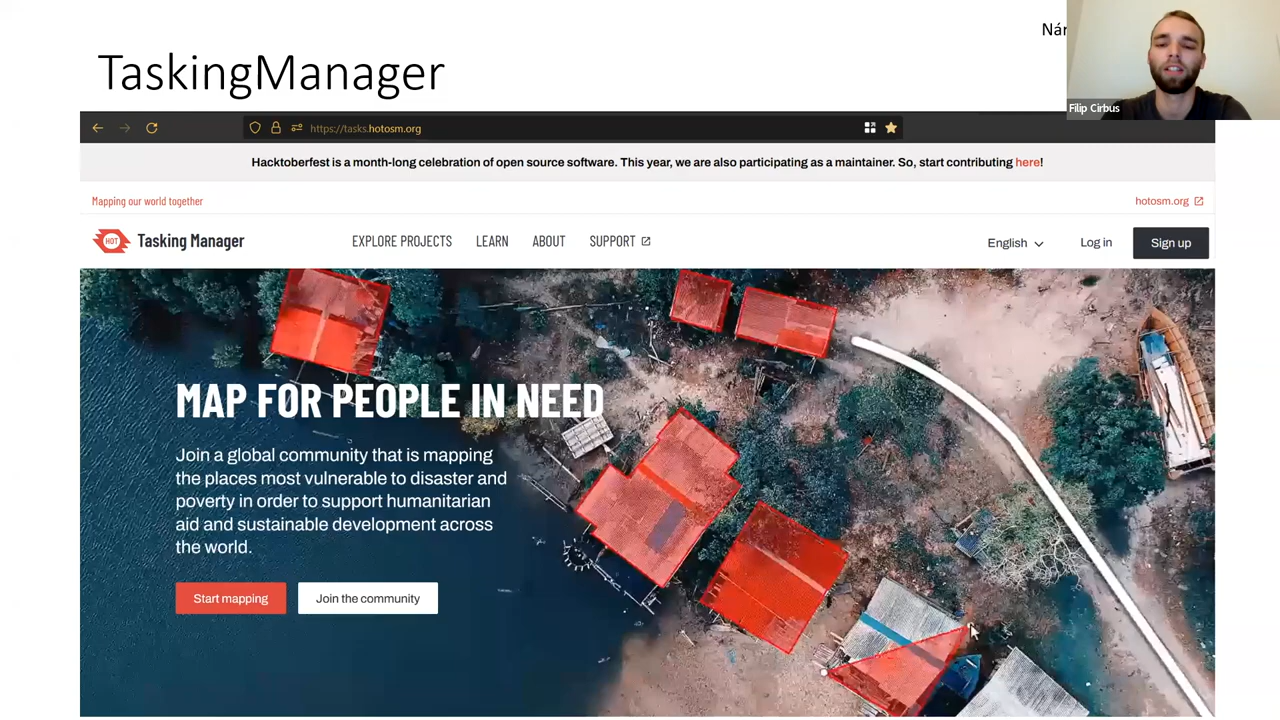 TaskingManager
Filip Cirbus
https://tasks.hotosm.org
Hacktoberfest is a month-long celebration of open source software. This year, we are also participating as a maintainer. So, start contributing here!
Mapping our world together
hotosm.org
HOT
Tasking Manager
EXPLORE PROJECTS
LEARN
ABOUT
SUPPORT
English
Log in
Sign up
MAP FOR PEOPLE IN NEED
Join a global community that is mapping
the places most vulnerable to disaster and
poverty in order to support humanitarian
aid and sustainable development across
the world.
Start mapping
Join the community